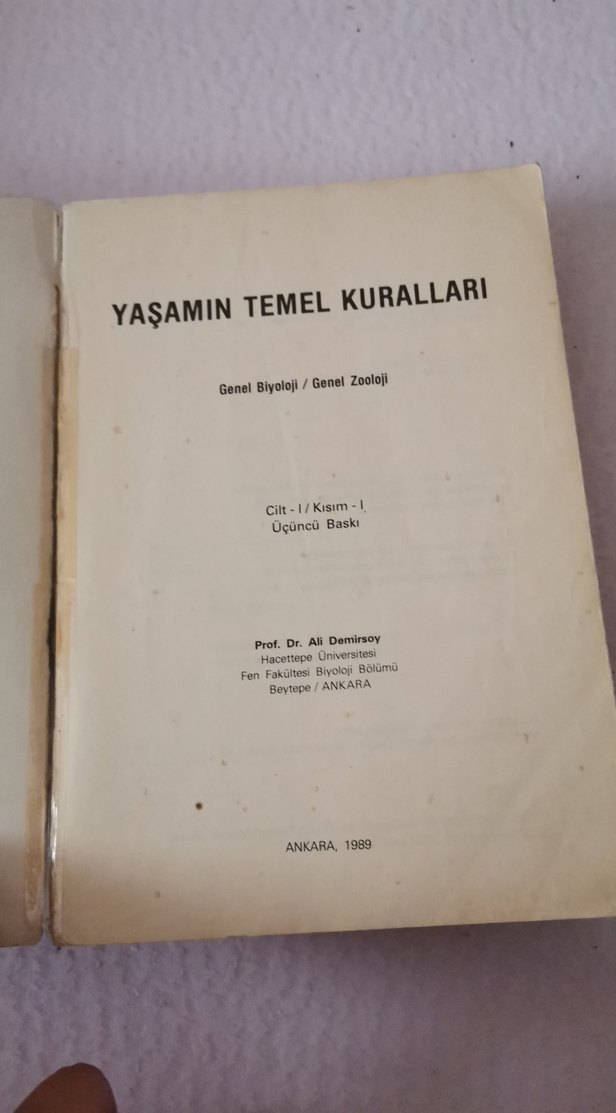 YAŞAMIN TEMEL KURALLARI
Genel Biyoloji / Genel Zooloji
Cilt - I / Kısım - I
Üçüncü Baskı
Prof. Dr. Ali Demirsoy
Hacettepe Üniversitesi
Fen Fakültesi Biyoloji Bölümü
Beytepe / ANKARA
ANKARA, 1989